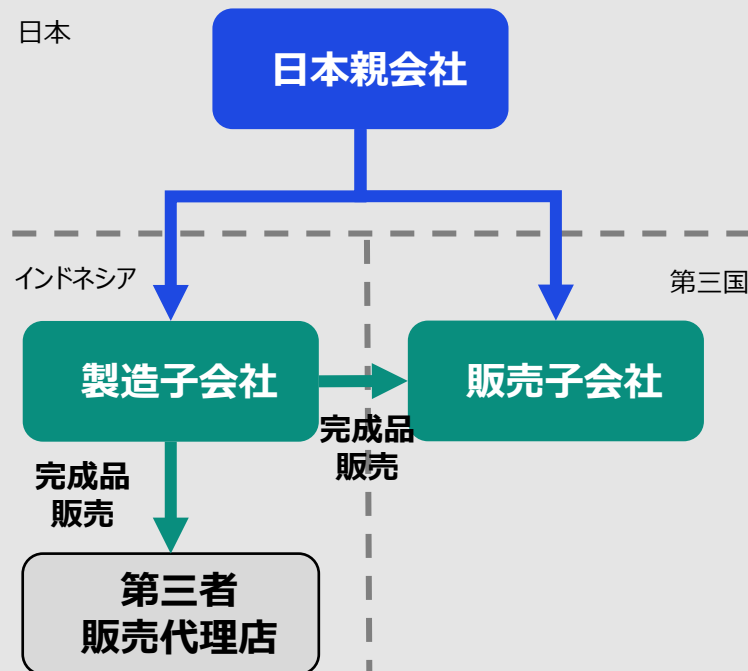 日本
日本親会社
インドネシア
第三国
製造子会社
販売子会社
完成品
販売
完成品
販売
第三者
販売代理店